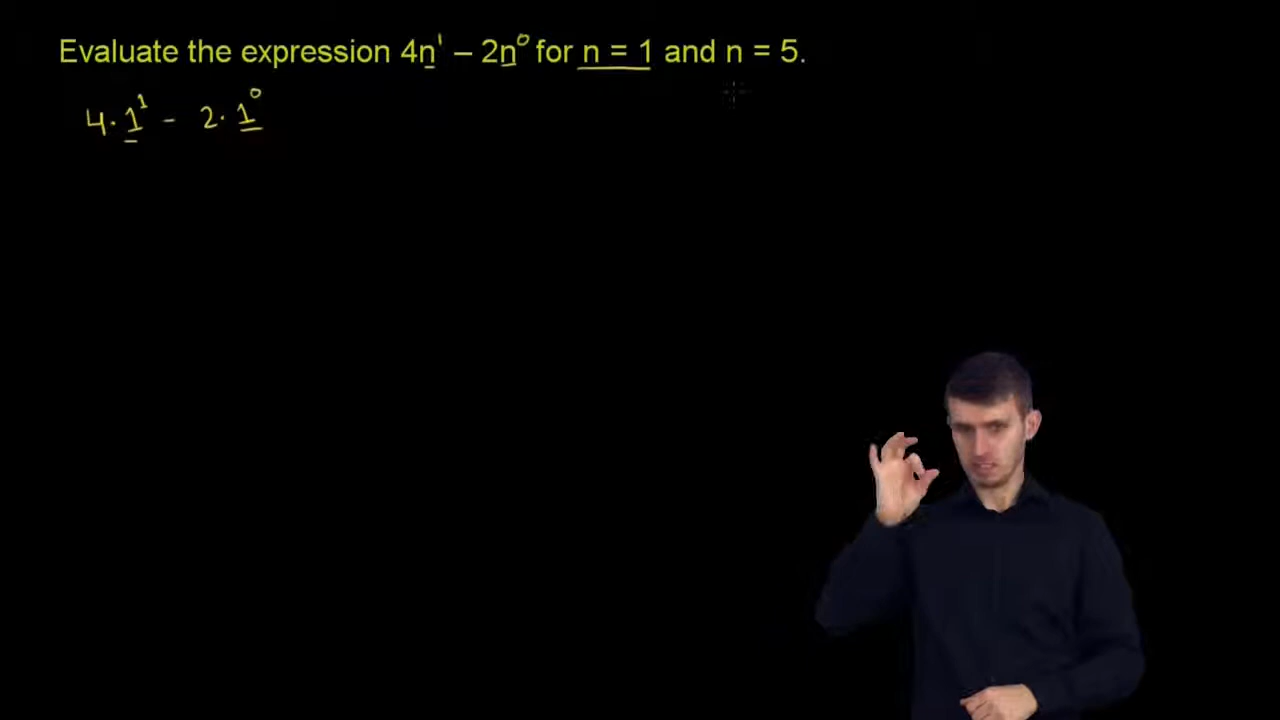 Evaluate the expression 4n¹ – 2n⁰ for n = 1 and n = 5.
4 · 1¹ – 2 · 1⁰